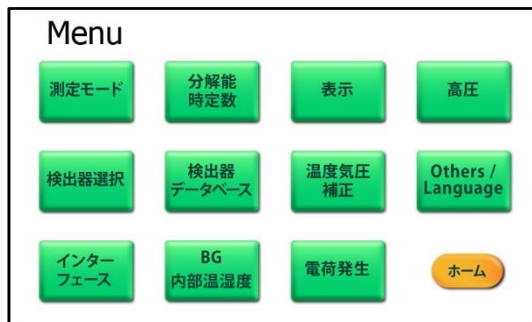 Menu
測定モード
分解能
時定数
表示
高圧
検出器選択
検出器
データベース
温度気圧
補正
Others /
Language
インター
フェース
BG
内部温湿度
電荷発生
ホーム